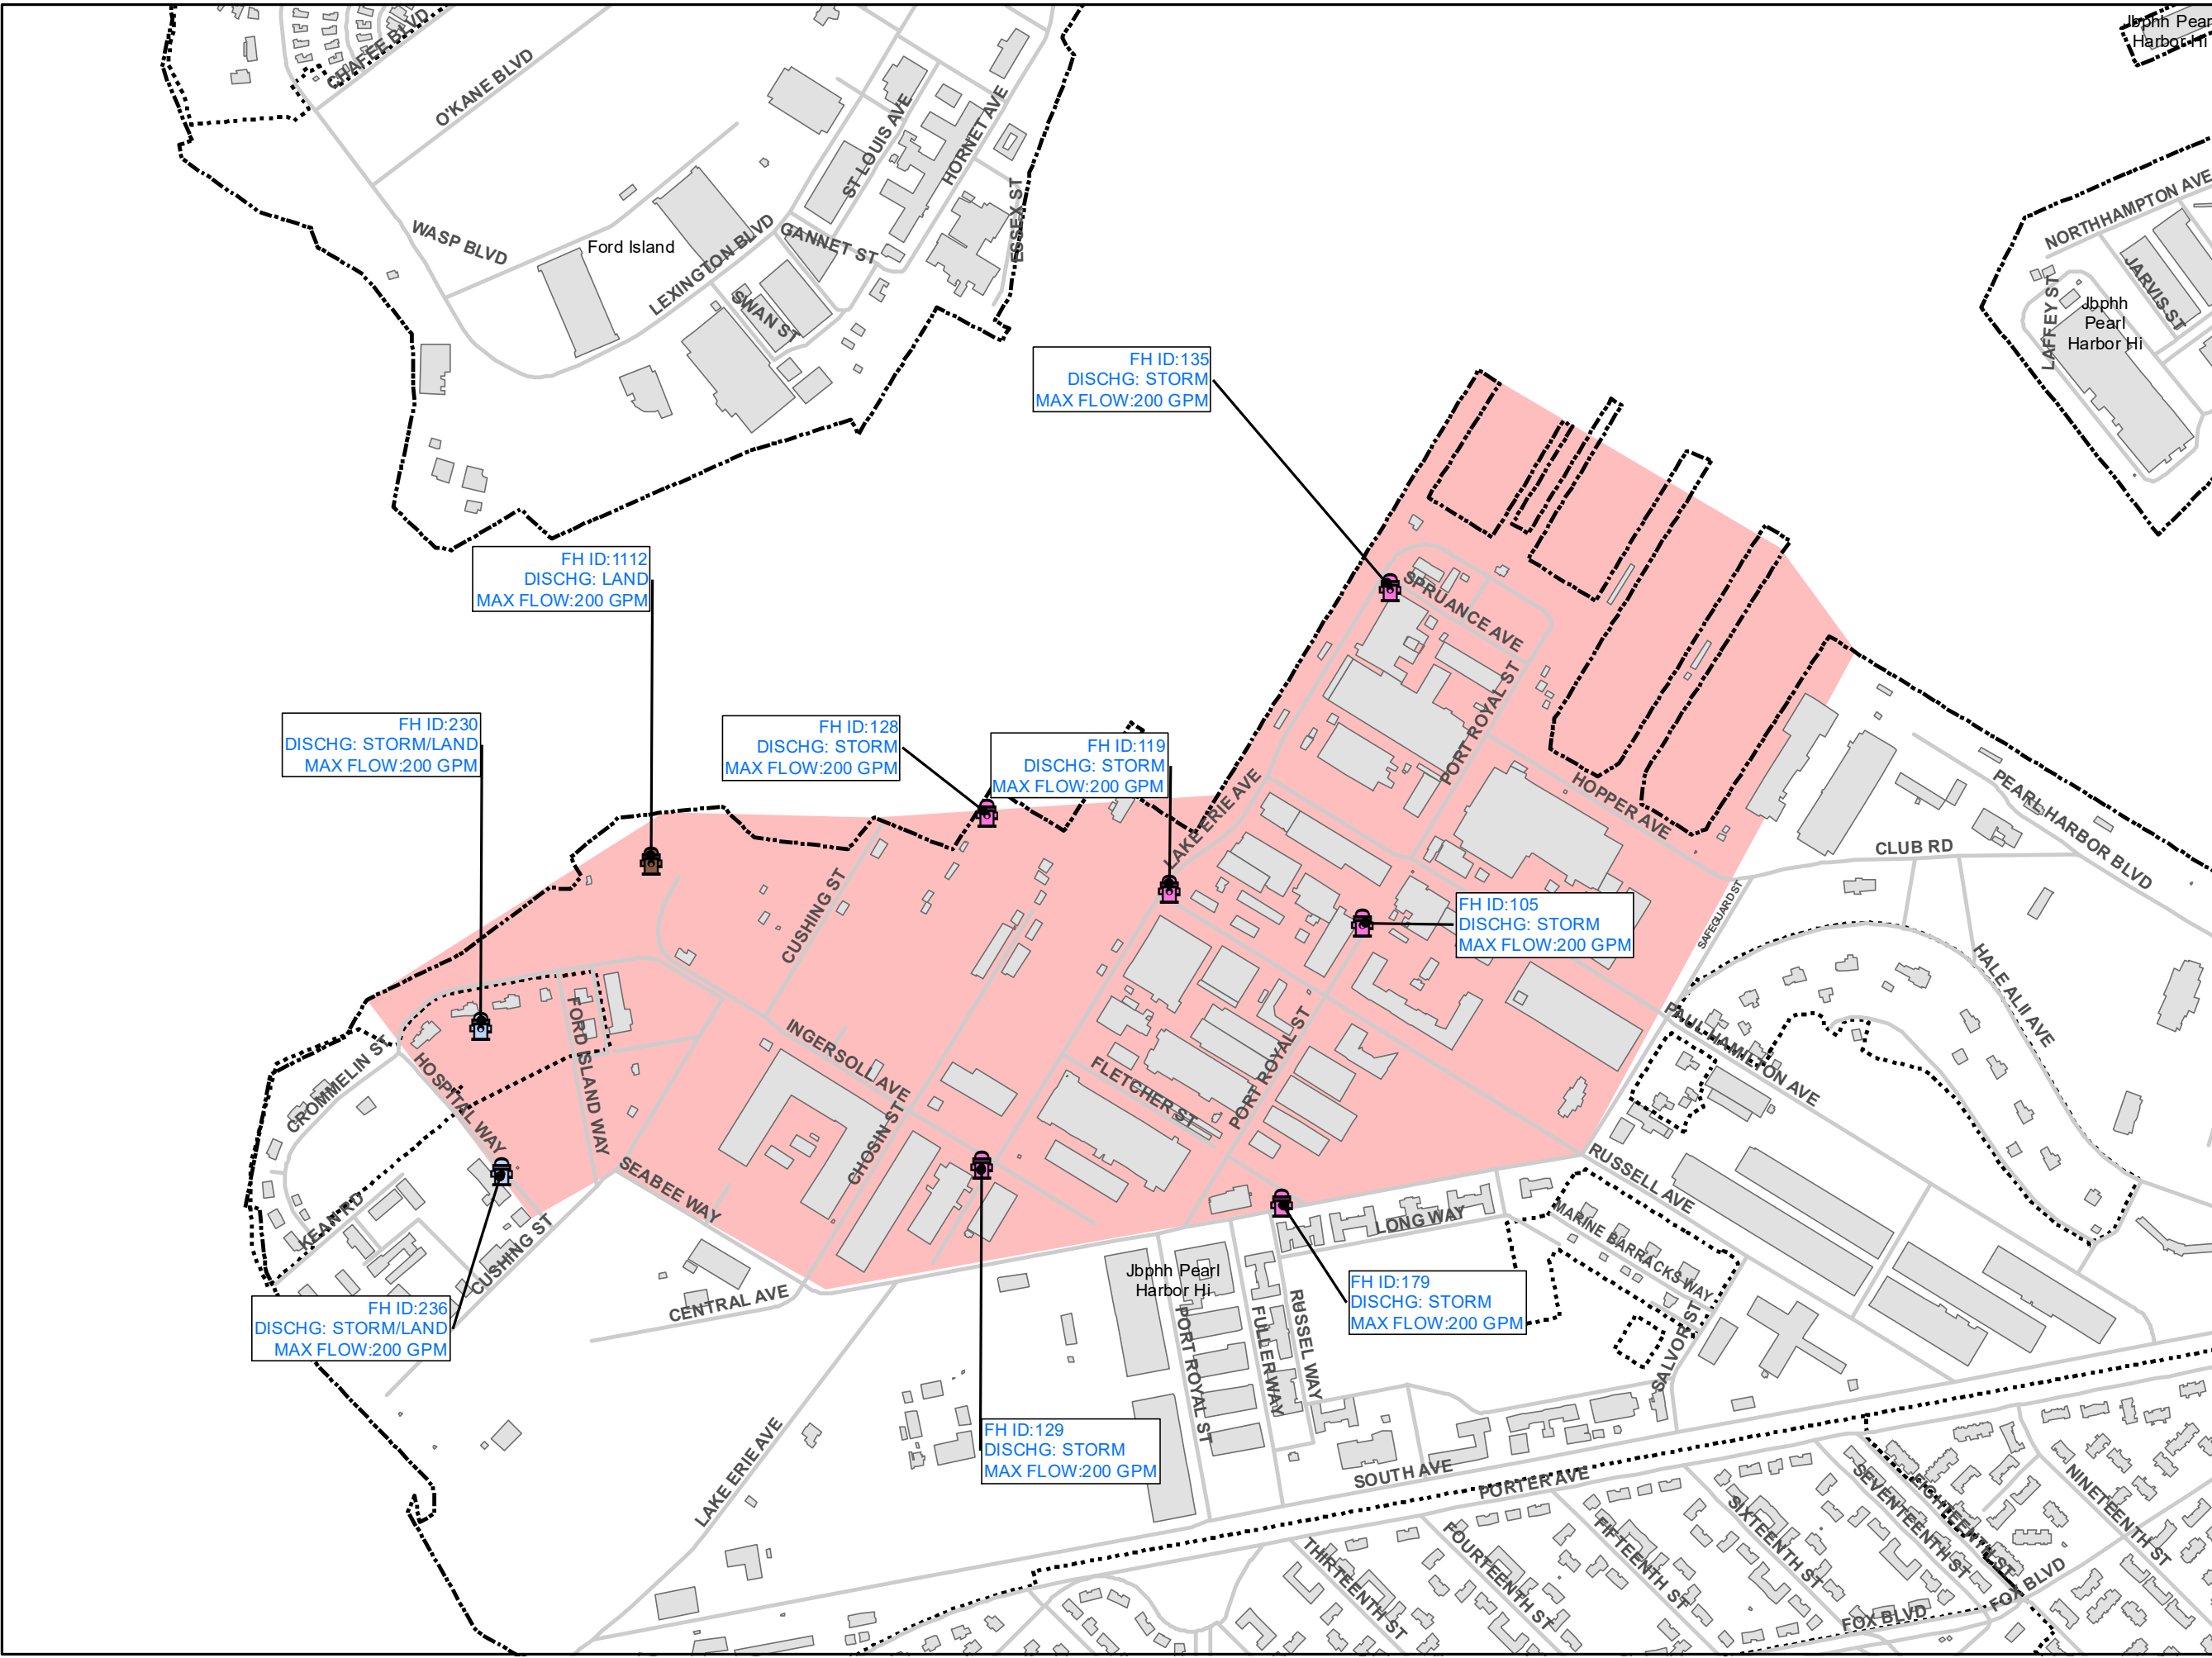 CHAFEE BLVD
O'KANE BLVD
Jbphh Pear
Harbor Hi
ST LOUIS AVE
HORNET AVE
ESSEX ST
WASP BLVD
Ford Island
LEXINGTON BLVD
GANNET ST
SWAN ST
NORTHHAMPTON AVE
JARVIS ST
LAFFEY ST
Jbphh
Pearl
Harbor Hi
FH ID:135
DISCHG: STORM
MAX FLOW:200 GPM
FH ID:1112
DISCHG: LAND
MAX FLOW:200 GPM
SPRUANCE AVE
PORT ROYAL ST
FH ID:230
DISCHG: STORM/LAND
MAX FLOW:200 GPM
FH ID:128
DISCHG: STORM
MAX FLOW:200 GPM
FH ID:119
DISCHG: STORM
MAX FLOW:200 GPM
LAKE ERIE AVE
HOPPER AVE
PEARL HARBOR BLVD
CLUB RD
CUSHING ST
FH ID:105
DISCHG: STORM
MAX FLOW:200 GPM
SAFEGUARD ST
HALE ALII AVE
PAUL HAMILTON AVE
FORD ISLAND WAY
CROMMELIN ST
HOSPITAL WAY
INGERSOLL AVE
CHOSIN ST
FLETCHER ST
PORT ROYAL ST
SEABEE WAY
RUSSELL AVE
MARINE BARRACKS WAY
LONG WAY
KEAN RD
CUSHING ST
CENTRAL AVE
Jbphh Pearl
Harbor Hi
FH ID:179
DISCHG: STORM
MAX FLOW:200 GPM
FH ID:236
DISCHG: STORM/LAND
MAX FLOW:200 GPM
PORT ROYAL ST
FULLER WAY
RUSSEL WAY
SALVOR ST
FH ID:129
DISCHG: STORM
MAX FLOW:200 GPM
LAKE ERIE AVE
SOUTH AVE
PORTER AVE
THIRTEENTH ST
FOURTEENTH ST
FIFTEENTH ST
SIXTEENTH ST
SEVENTEENTH ST
EIGHTEENTH ST
NINETEENTH ST
FOX BLVD
FOX BLVD